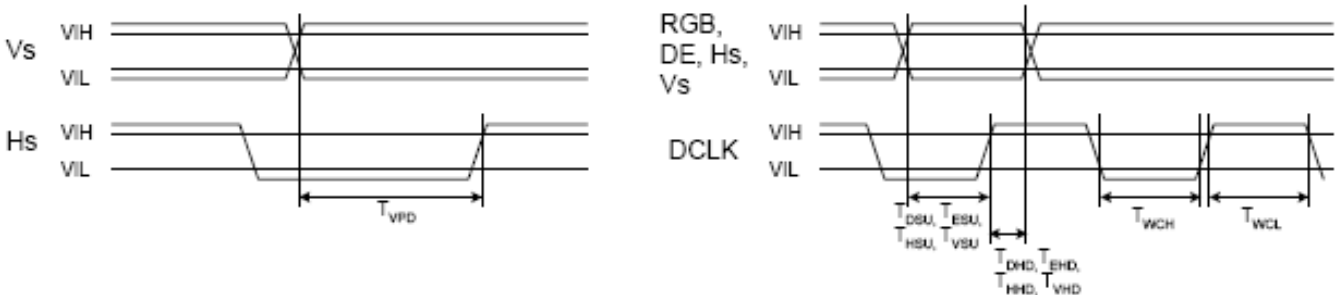 Vs
VIH
VIL
Hs
VIH
VIL
TVPD
RGB,
DE, Hs,
Vs
VIH
VIL
DCLK
VIH
VIL
TDSU, TESU,
THSU, TVSU
TDHD, TEHD,
THHD, TVHD
TWCH
TWCL